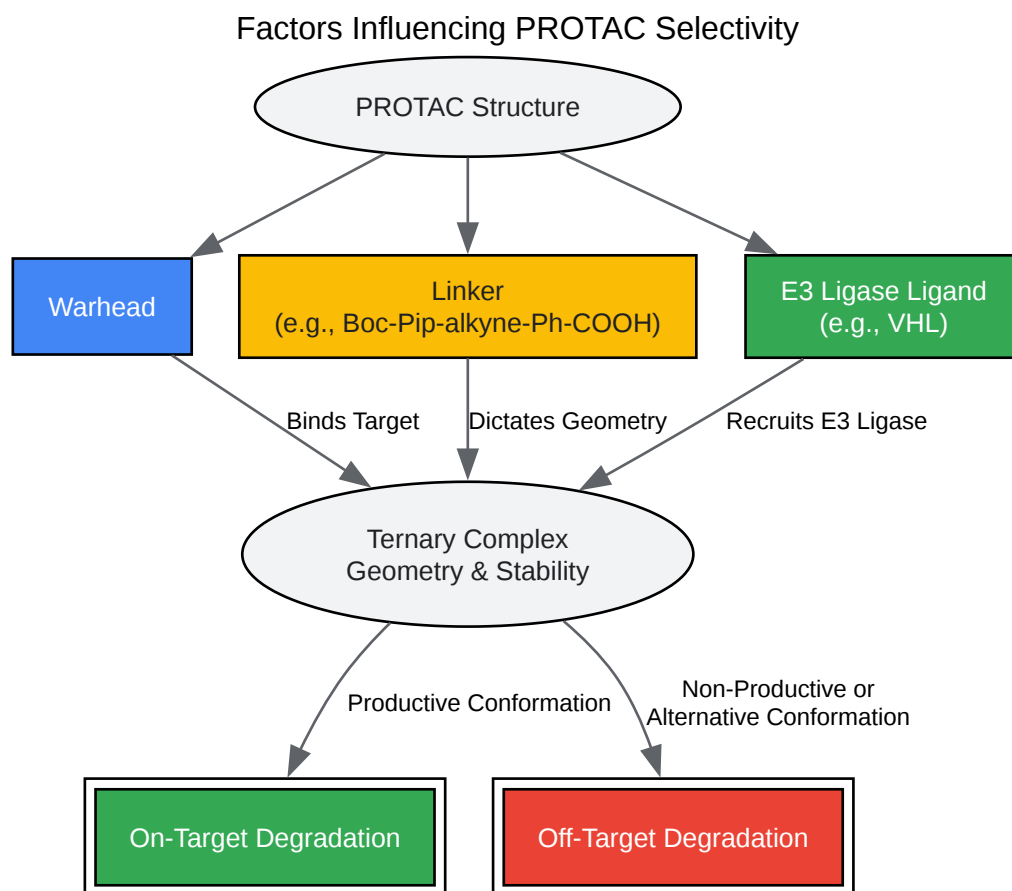 Factors Influencing PROTAC Selectivity
PROTAC Structure
Warhead
Linker
(e.g., Boc-Pip-alkyne-Ph-COOH)
E3 Ligase Ligand
(e.g., VHL)
Binds Target
Dictates Geometry
Recruits E3 Ligase
Ternary Complex
Geometry & Stability
Productive Conformation
Non-Productive or
Alternative Conformation
On-Target Degradation
Off-Target Degradation